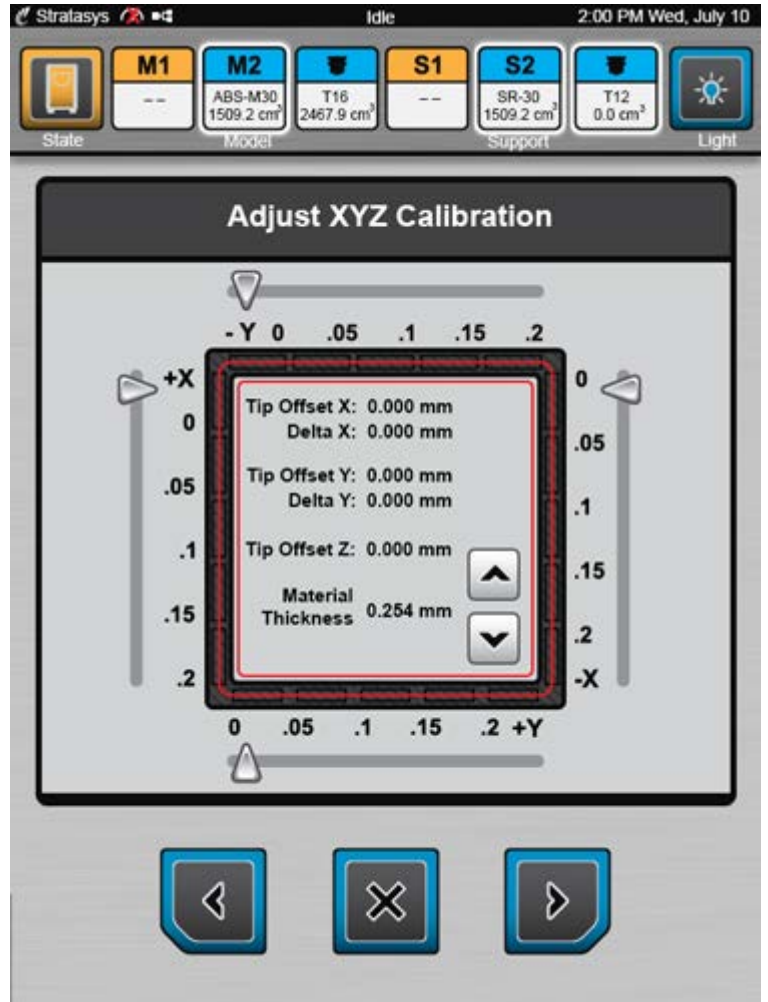 Stratasys Idle 2:00 PM Wed, July 10
M1 M2 S1 S2
-- ABS-M30 T16 -- SR-30 T12
1509.2 cm³ 2467.9 cm³ 1509.2 cm³ 0.0 cm³
State Model Support Light
Adjust XYZ Calibration
- Y 0 .05 .1 .15 .2
+X
0
.05
.1
.15
.2
Tip Offset X: 0.000 mm
Delta X: 0.000 mm
Tip Offset Y: 0.000 mm
Delta Y: 0.000 mm
Tip Offset Z: 0.000 mm
Material
Thickness 0.254 mm
0
.05
.1
.15
.2
-X
0 .05 .1 .15 .2 +Y